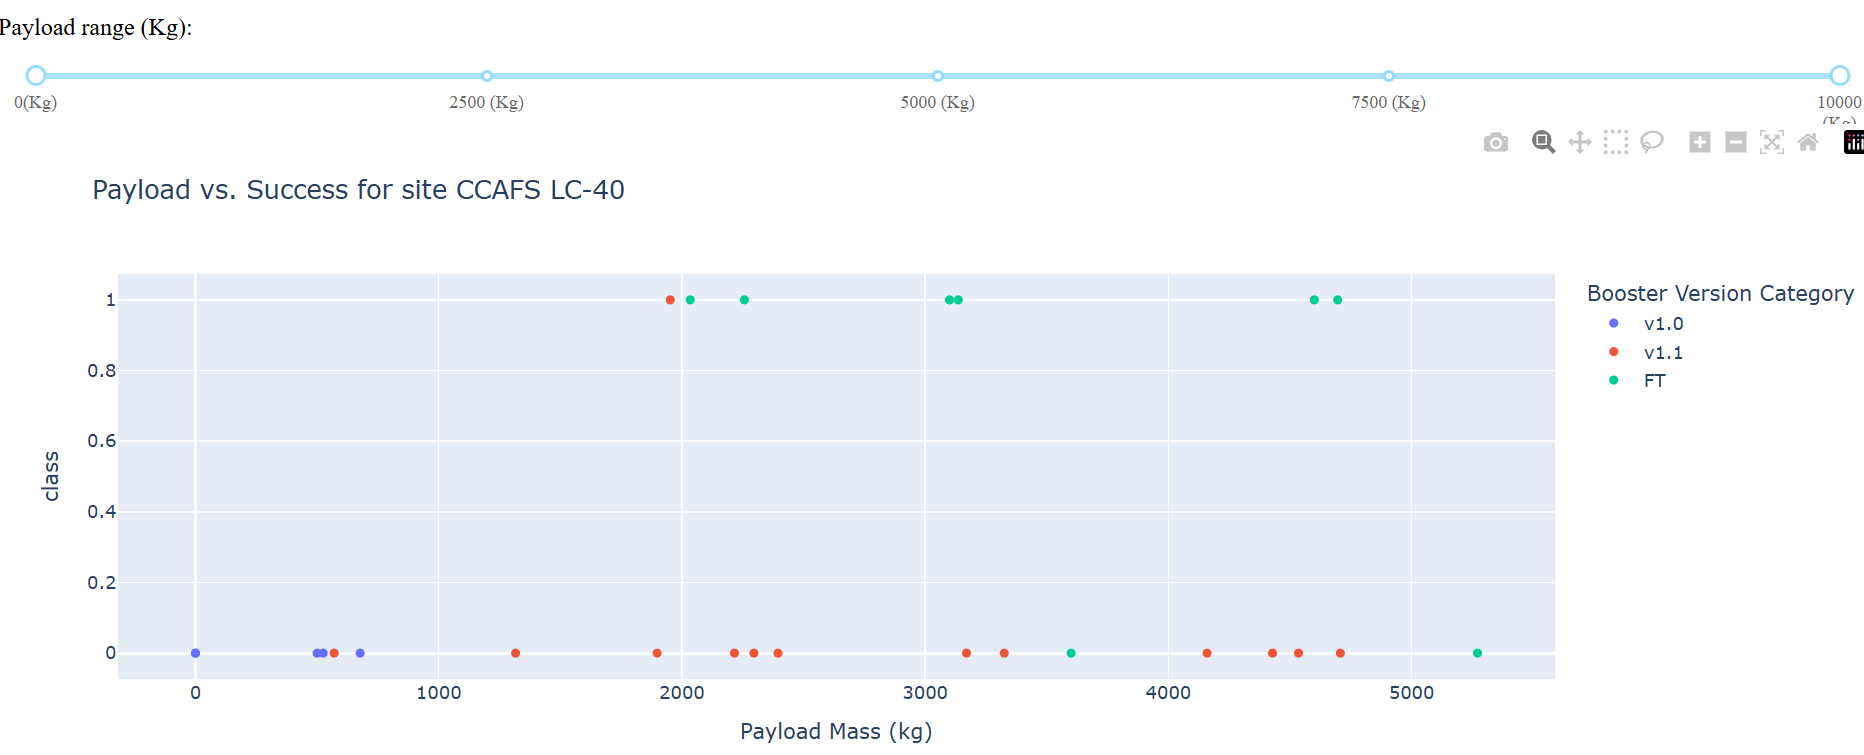 Payload range (Kg):
0(Kg)
2500 (Kg)
5000 (Kg)
7500 (Kg)
10000
(Kg)
Payload vs. Success for site CCAFS LC-40
Booster Version Category
v1.0
v1.1
FT
class
1
0.8
0.6
0.4
0.2
0
0 1000 2000 3000 4000 5000
Payload Mass (kg)